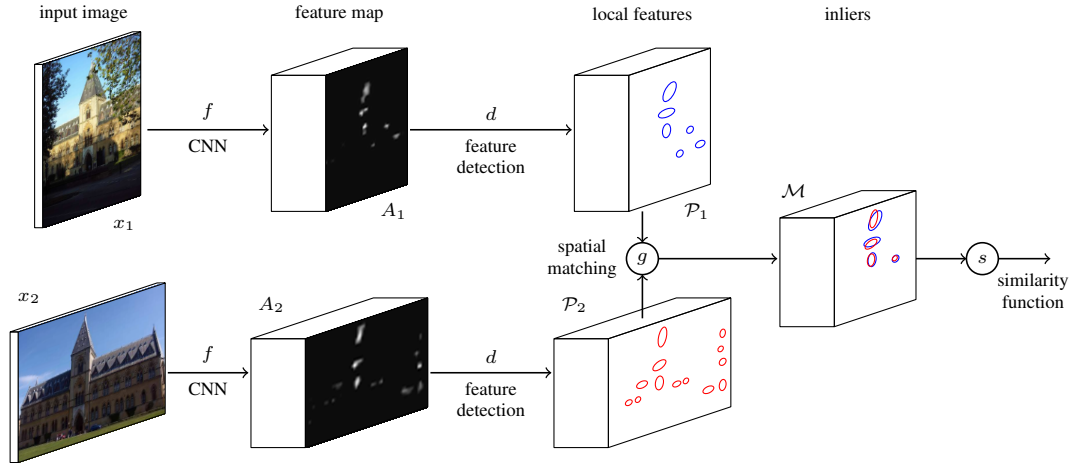 input image
feature map
local features
inliers
f
CNN
d
feature
detection
x₁
A₁
𝒫₁
ℳ
spatial
matching
g
s
similarity
function
x₂
A₂
𝒫₂
f
CNN
d
feature
detection